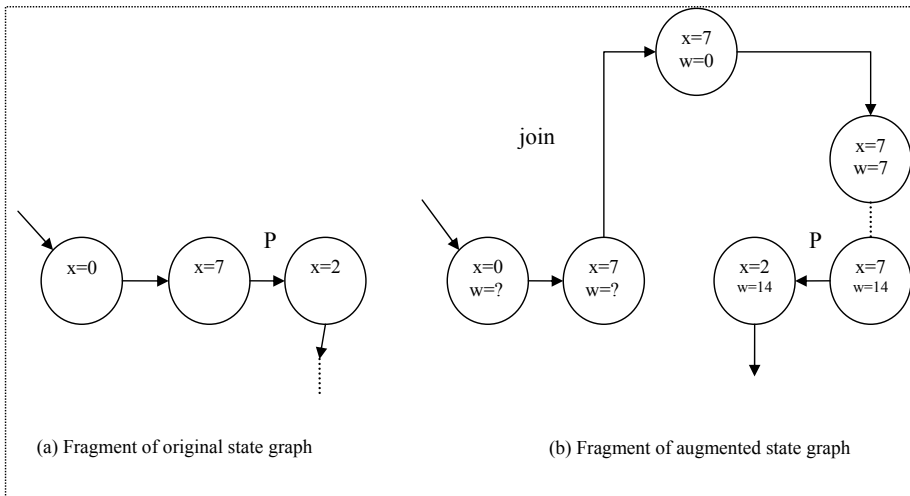 P
x=0
x=7
x=2
(a) Fragment of original state graph
join
x=7
w=0
x=7
w=7
P
x=0
w=?
x=7
w=?
x=2
w=14
x=7
w=14
(b) Fragment of augmented state graph